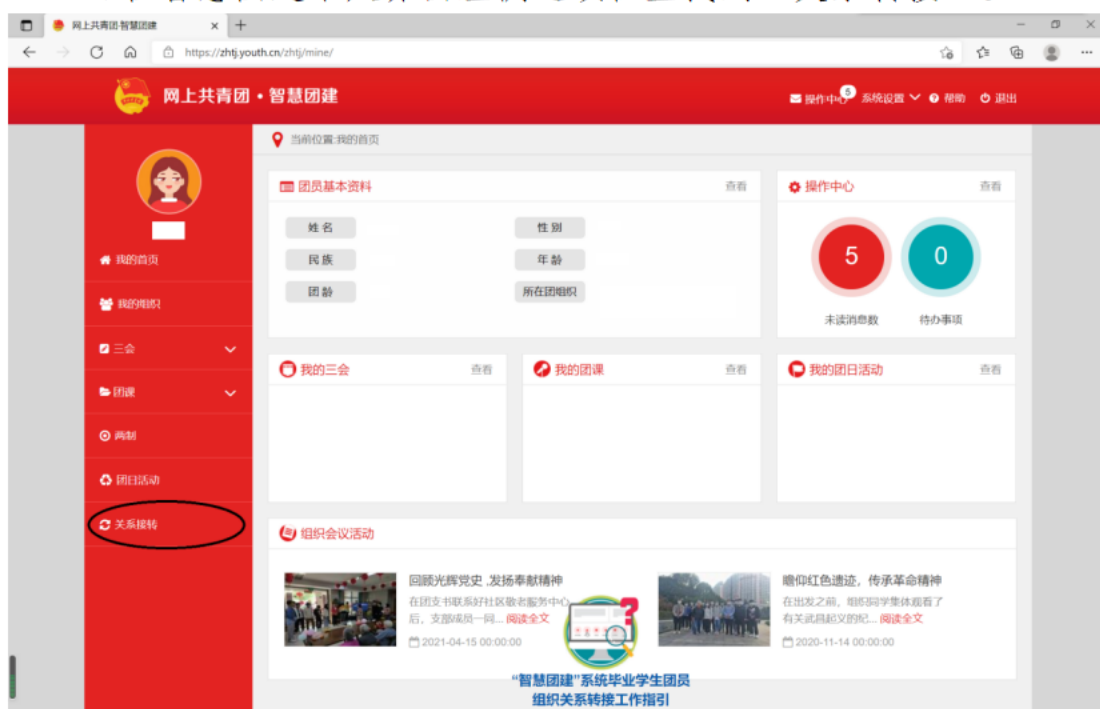 网上共青团·智慧团建
https://zhtj.youth.cn/zhtj/mine/
网上共青团·智慧团建
操作中心 5 系统设置 帮助 退出
当前位置:我的首页
我的首页
我的组织
三会
团课
两制
团日活动
关系接转
团员基本资料 查看
姓 名 性 别
民 族 年 龄
团 龄 所在团组织
操作中心 查看
5 0
未读消息数 待办事项
我的三会 查看
我的团课 查看
我的团日活动 查看
组织会议活动
回顾光辉党史 ,发扬奉献精神
在团支书联系好社区敬老服务中心
后，支部成员一同... 阅读全文
2021-04-15 00:00:00
瞻仰红色遗迹，传承革命精神
在出发之前，组织同学集体观看了
有关武昌起义的纪... 阅读全文
2020-11-14 00:00:00
“智慧团建”系统毕业学生团员
组织关系转接工作指引